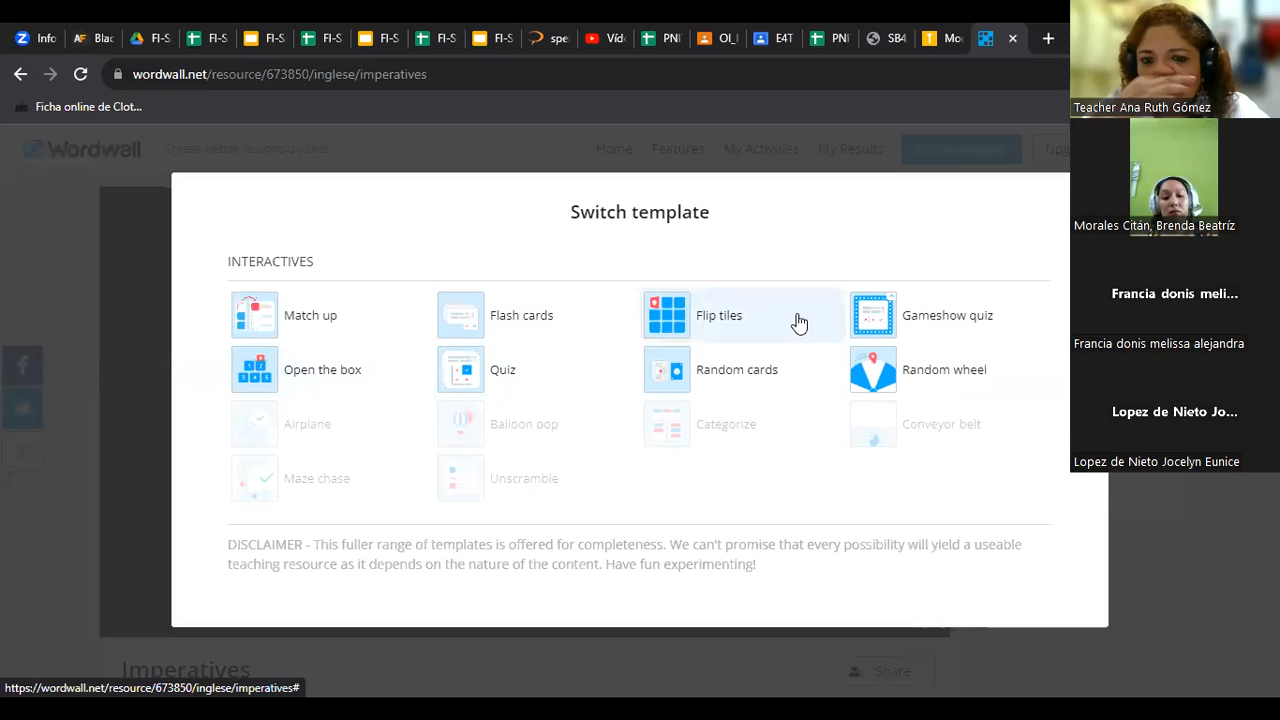 Info
Blac
FI-S
FI-S
FI-S
FI-S
FI-S
FI-S
FI-S
spe
Víd
PNI
OI_I
E4T
PNI
SB4
Mo
wordwall.net/resource/673850/inglese/imperatives
Ficha online de Clot...
Wordwall Create better lessons quicker
Home Features My Activities My Results Upg
Switch template
INTERACTIVES
Match up Flash cards Flip tiles Gameshow quiz
Open the box Quiz Random cards Random wheel
Airplane Balloon pop Categorize Conveyor belt
Maze chase Unscramble
DISCLAIMER - This fuller range of templates is offered for completeness. We can't promise that every possibility will yield a useable
teaching resource as it depends on the nature of the content. Have fun experimenting!
Imperatives
Share
https://wordwall.net/resource/673850/inglese/imperatives#
Teacher Ana Ruth Gómez
Morales Citán, Brenda Beatríz
Francia donis meli...
Francia donis melissa alejandra
Lopez de Nieto Jo...
Lopez de Nieto Jocelyn Eunice